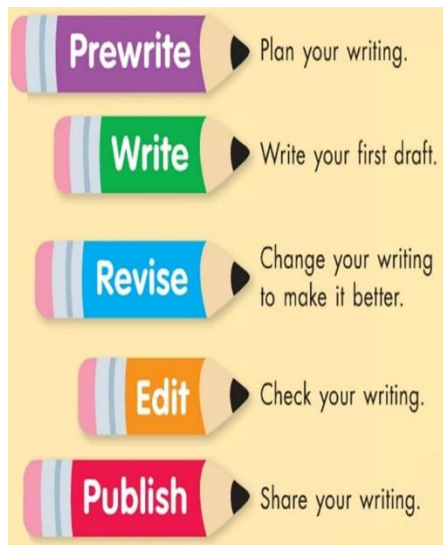 Prewrite
Plan your writing.
Write
Write your first draft.
Revise
Change your writing
to make it better.
Edit
Check your writing.
Publish
Share your writing.